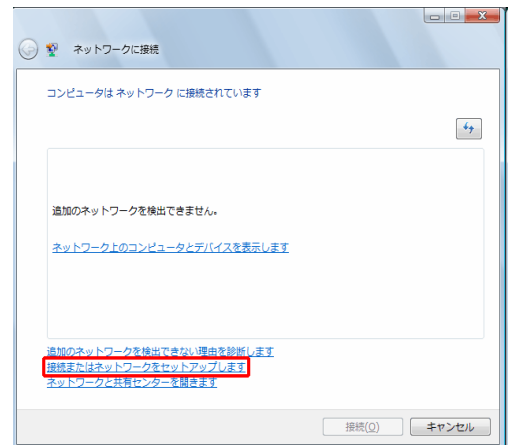 ネットワークに接続
コンピュータは ネットワーク に接続されています
追加のネットワークを検出できません。
ネットワーク上のコンピュータとデバイスを表示します
追加のネットワークを検出できない理由を診断します
接続またはネットワークをセットアップします
ネットワークと共有センターを開きます
接続(O) キャンセル